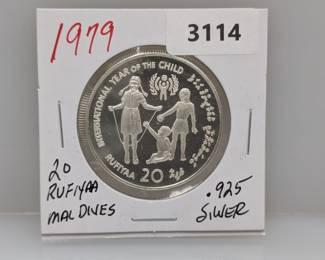 1979
3114
INTERNATIONAL YEAR OF THE CHILD
RUFIYAA 20
20
RUFIYAA
MALDIVES
.925
SILVER